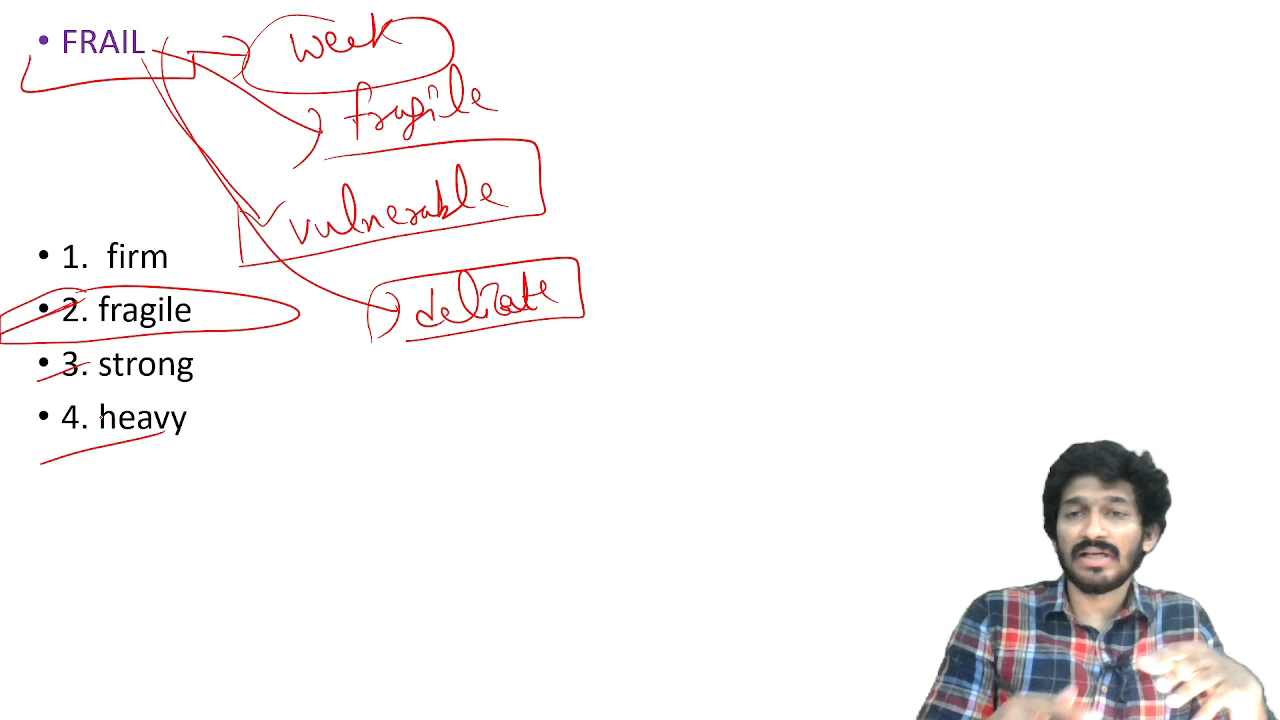 • FRAIL
week
fragile
vulnerable
delicate
• 1. firm
• 2. fragile
• 3. strong
• 4. heavy